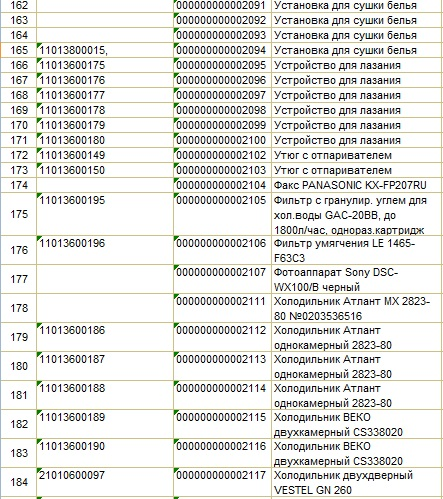 162 000000000002091 Установка для сушки белья
163 000000000002092 Установка для сушки белья
164 000000000002093 Установка для сушки белья
165 11013800015, 000000000002094 Установка для сушки белья
166 11013600175 000000000002095 Устройство для лазания
167 11013600176 000000000002096 Устройство для лазания
168 11013600177 000000000002097 Устройство для лазания
169 11013600178 000000000002098 Устройство для лазания
170 11013600179 000000000002099 Устройство для лазания
171 11013600180 000000000002100 Устройство для лазания
172 11013600149 000000000002102 Утюг с отпаривателем
173 11013600150 000000000002103 Утюг с отпаривателем
174 000000000002104 Факс PANASONIC KX-FP207RU
175 11013600195 000000000002105 Фильтр с гранулир. углем для
хол.воды GAC-20BB, до
1800л/час, однораз.картридж
176 11013600196 000000000002106 Фильтр умягчения LE 1465-
F63C3
177 000000000002107 Фотоаппарат Sony DSC-
WX100/B черный
178 000000000002111 Холодильник Атлант МХ 2823-
80 №0203536516
179 11013600186 000000000002112 Холодильник Атлант
однокамерный 2823-80
180 11013600187 000000000002113 Холодильник Атлант
однокамерный 2823-80
181 11013600188 000000000002114 Холодильник Атлант
однокамерный 2823-80
182 11013600189 000000000002115 Холодильник ВЕКО
двухкамерный CS338020
183 11013600190 000000000002116 Холодильник ВЕКО
двухкамерный CS338020
184 21010600097 000000000002117 Холодильник двухдверный
VESTEL GN 260